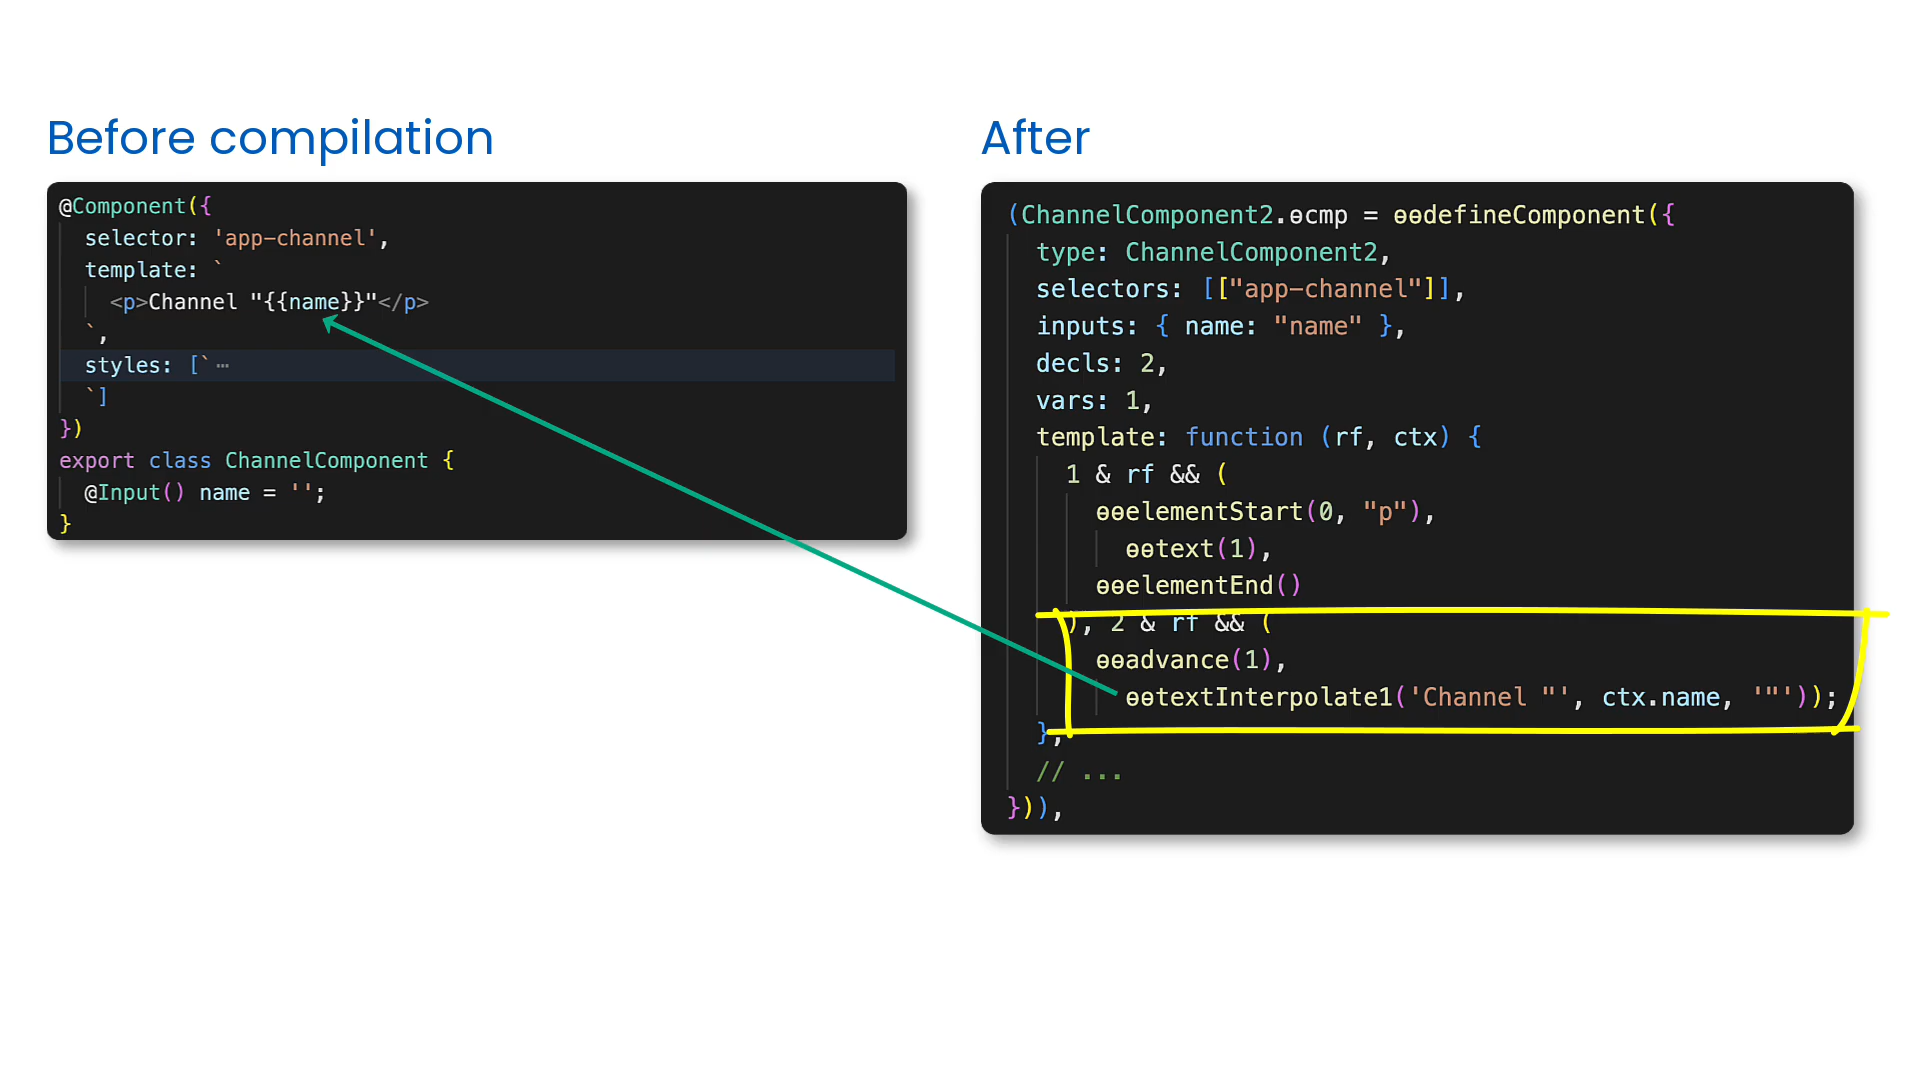 Before compilation
@Component({
selector: 'app-channel',
template: `
<p>Channel "{{name}}"</p>
`,
styles: [`⋯
`]
})
export class ChannelComponent {
@Input() name = '';
}
After
(ChannelComponent2.ɵcmp = ɵɵdefineComponent({
type: ChannelComponent2,
selectors: [["app-channel"]],
inputs: { name: "name" },
decls: 2,
vars: 1,
template: function (rf, ctx) {
1 & rf && (
ɵɵelementStart(0, "p"),
ɵɵtext(1),
ɵɵelementEnd()
), 2 & rf && (
ɵɵadvance(1),
ɵɵtextInterpolate1('Channel "', ctx.name, '"'));
},
// ...
})),